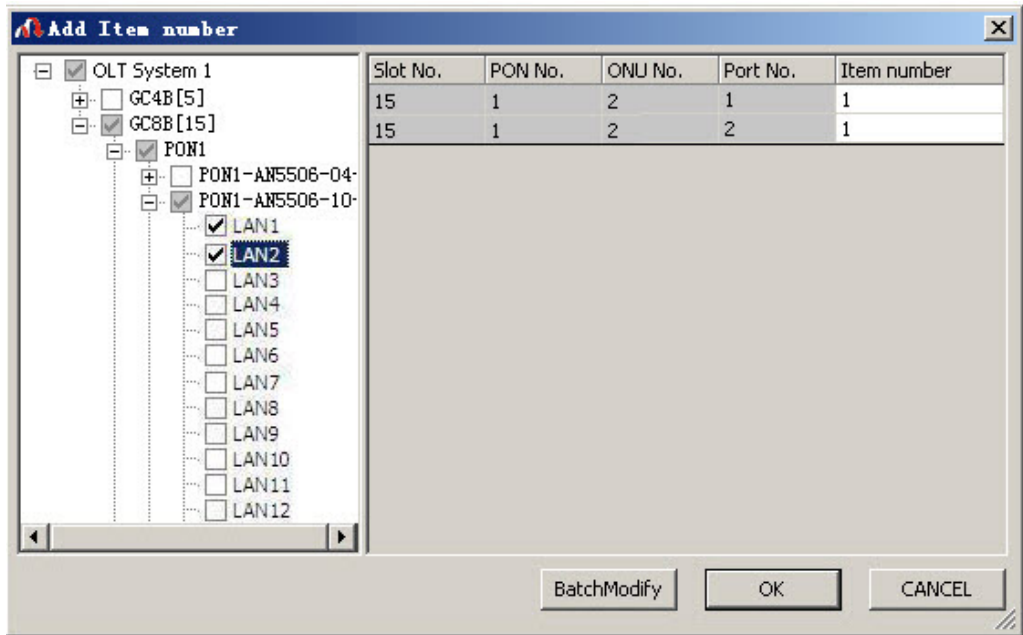 Add Item number
OLT System 1
GC4B[5]
GC8B[15]
PON1
PON1-AN5506-04-
PON1-AN5506-10-
LAN1
LAN2
LAN3
LAN4
LAN5
LAN6
LAN7
LAN8
LAN9
LAN10
LAN11
LAN12
Slot No. PON No. ONU No. Port No. Item number
15 1 2 1 1
15 1 2 2 1
BatchModify OK CANCEL